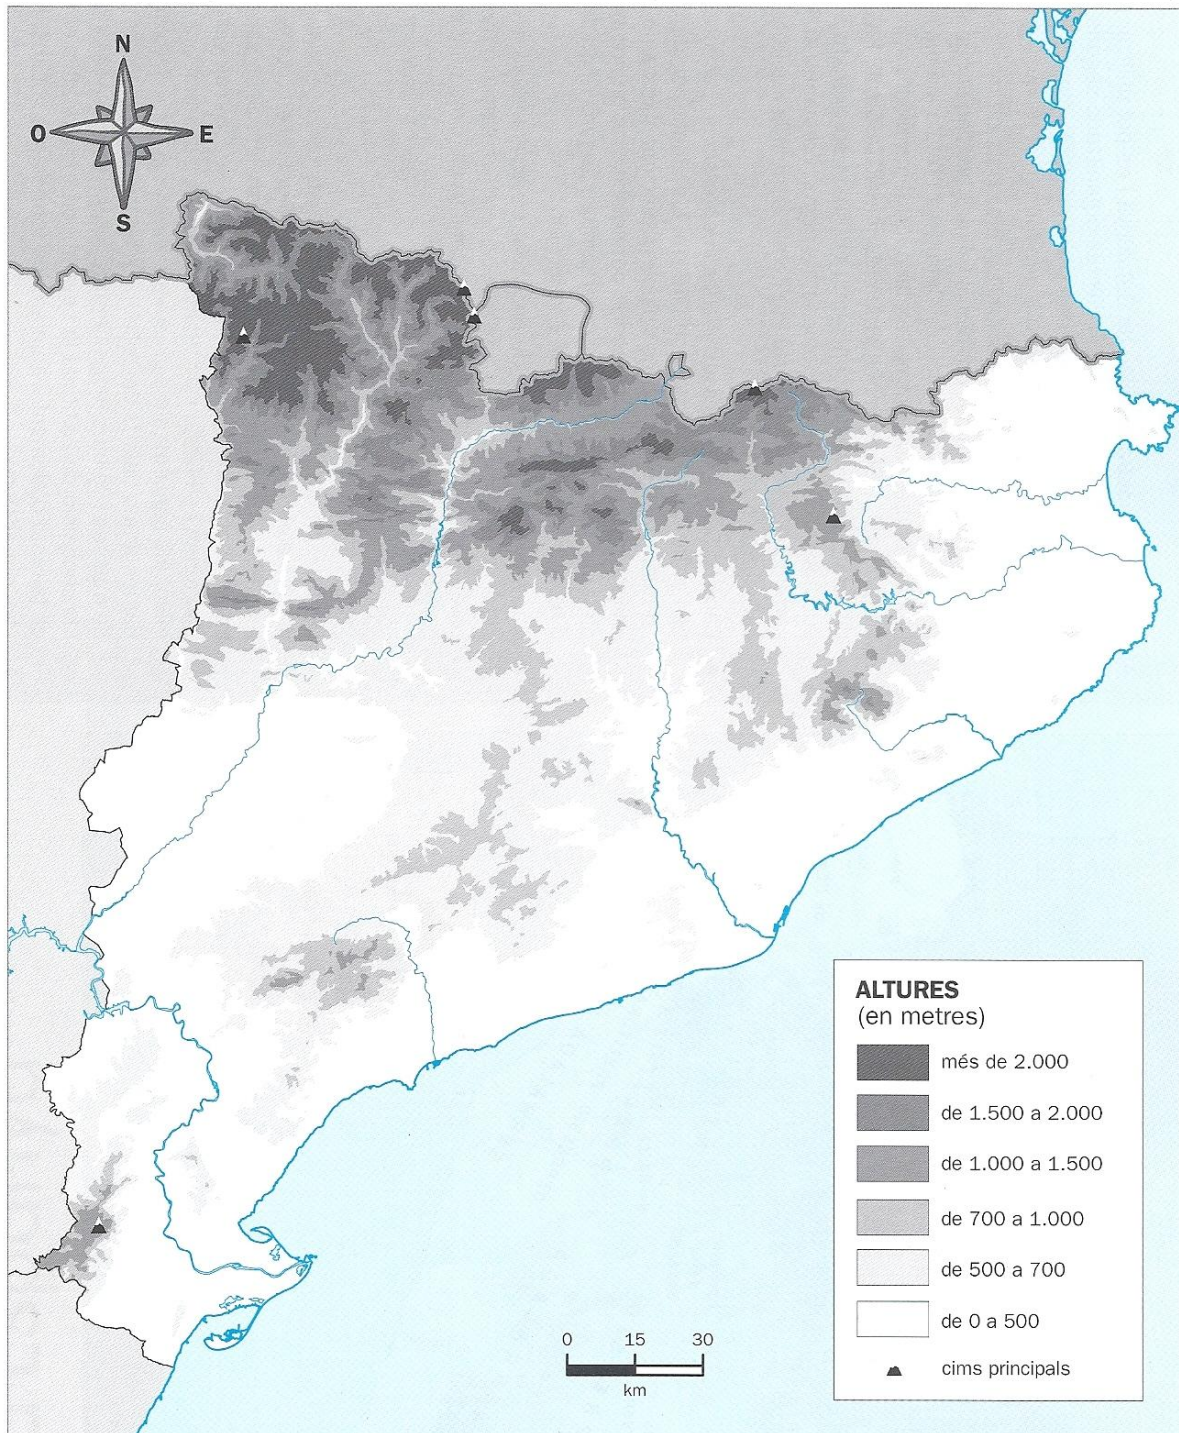 N
O E
S
ALTURES
(en metres)
més de 2.000
de 1.500 a 2.000
de 1.000 a 1.500
de 700 a 1.000
de 500 a 700
de 0 a 500
cims principals
0 15 30
km